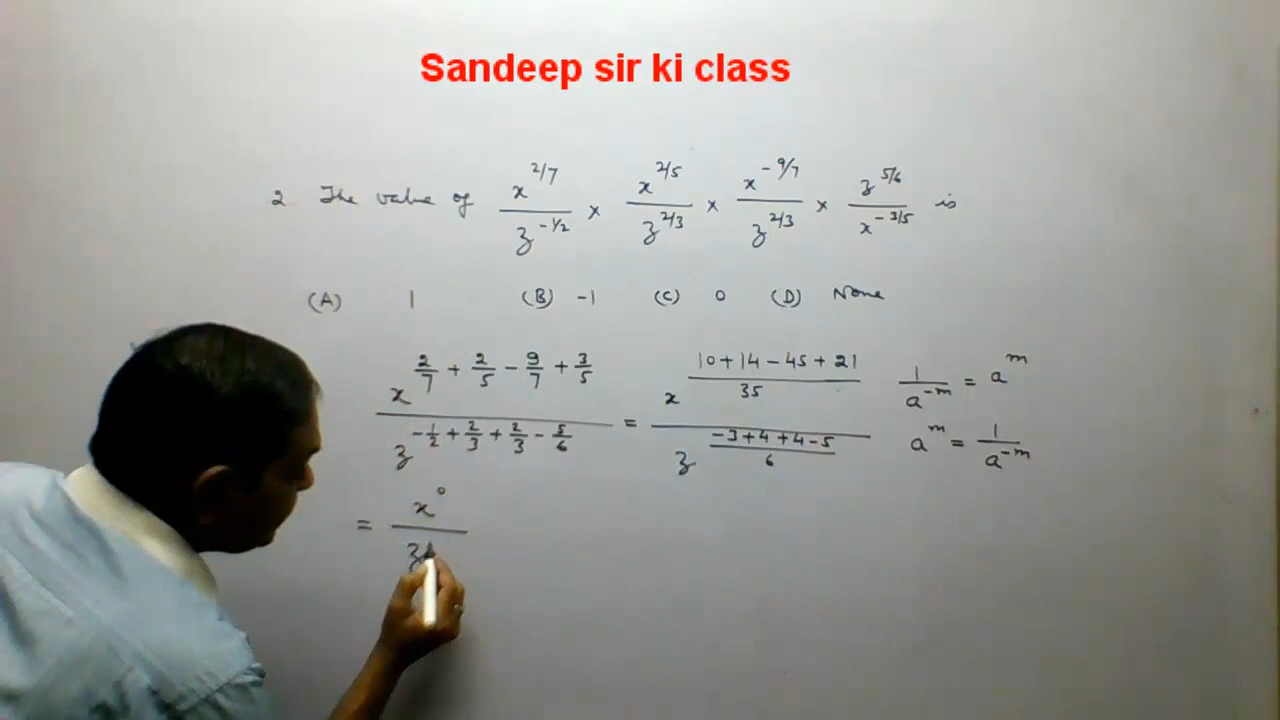 Sandeep sir ki class
2 The value of x^2/7 / z^-1/2 × x^2/5 / z^2/3 × x^-9/7 / z^2/3 × z^5/6 / x^-3/5 is
(A) 1 (B) -1 (C) 0 (D) None
x^(2/7 + 2/5 - 9/7 + 3/5) / z^(-1/2 + 2/3 + 2/3 - 5/6) = x^((10 + 14 - 45 + 21)/35) / z^((-3 + 4 + 4 - 5)/6)
1/a^-m = a^m
a^m = 1/a^-m
= x^0 / z